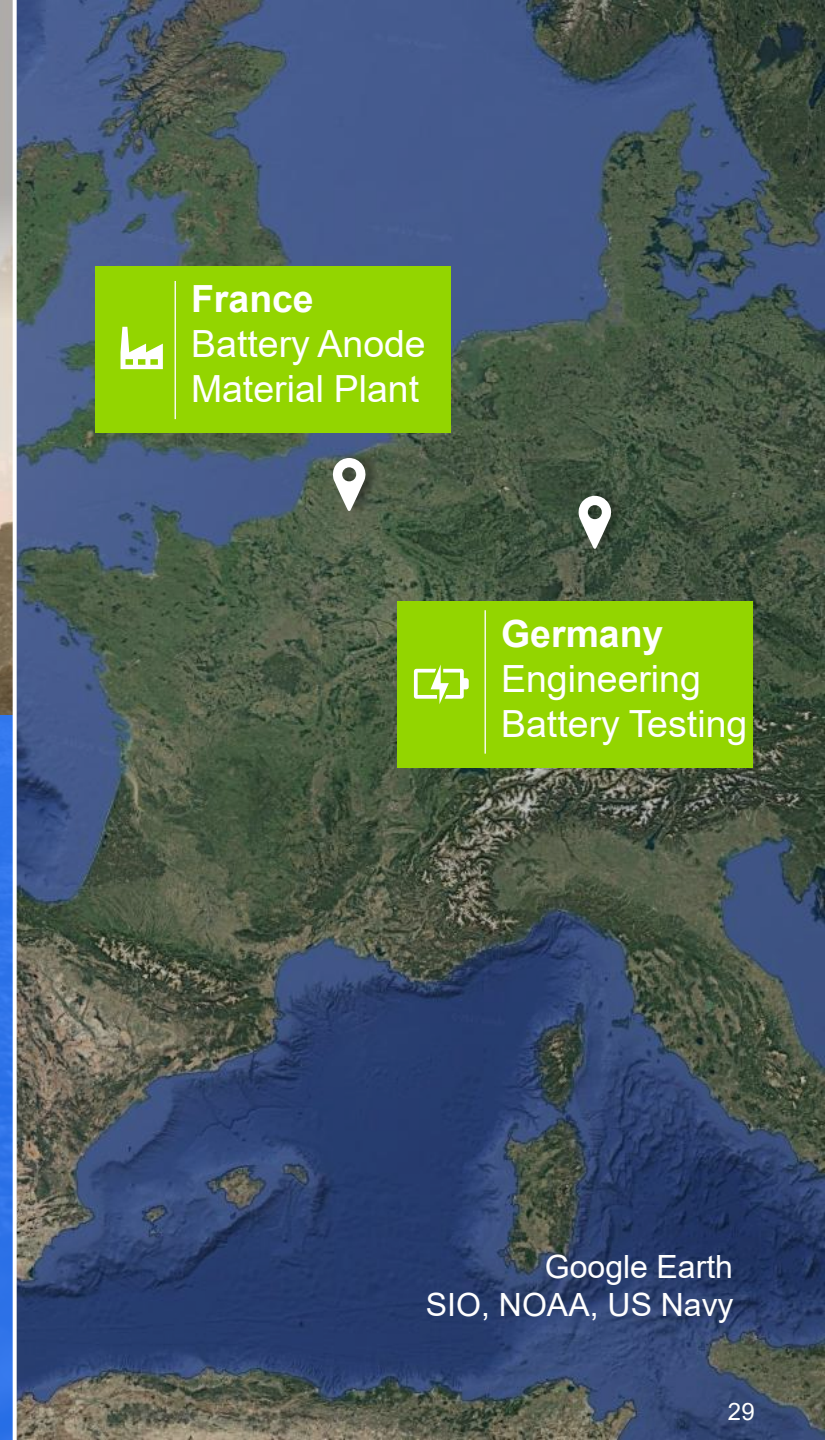 France
Battery Anode
Material Plant
Germany
Engineering
Battery Testing
Google Earth
SIO, NOAA, US Navy
29